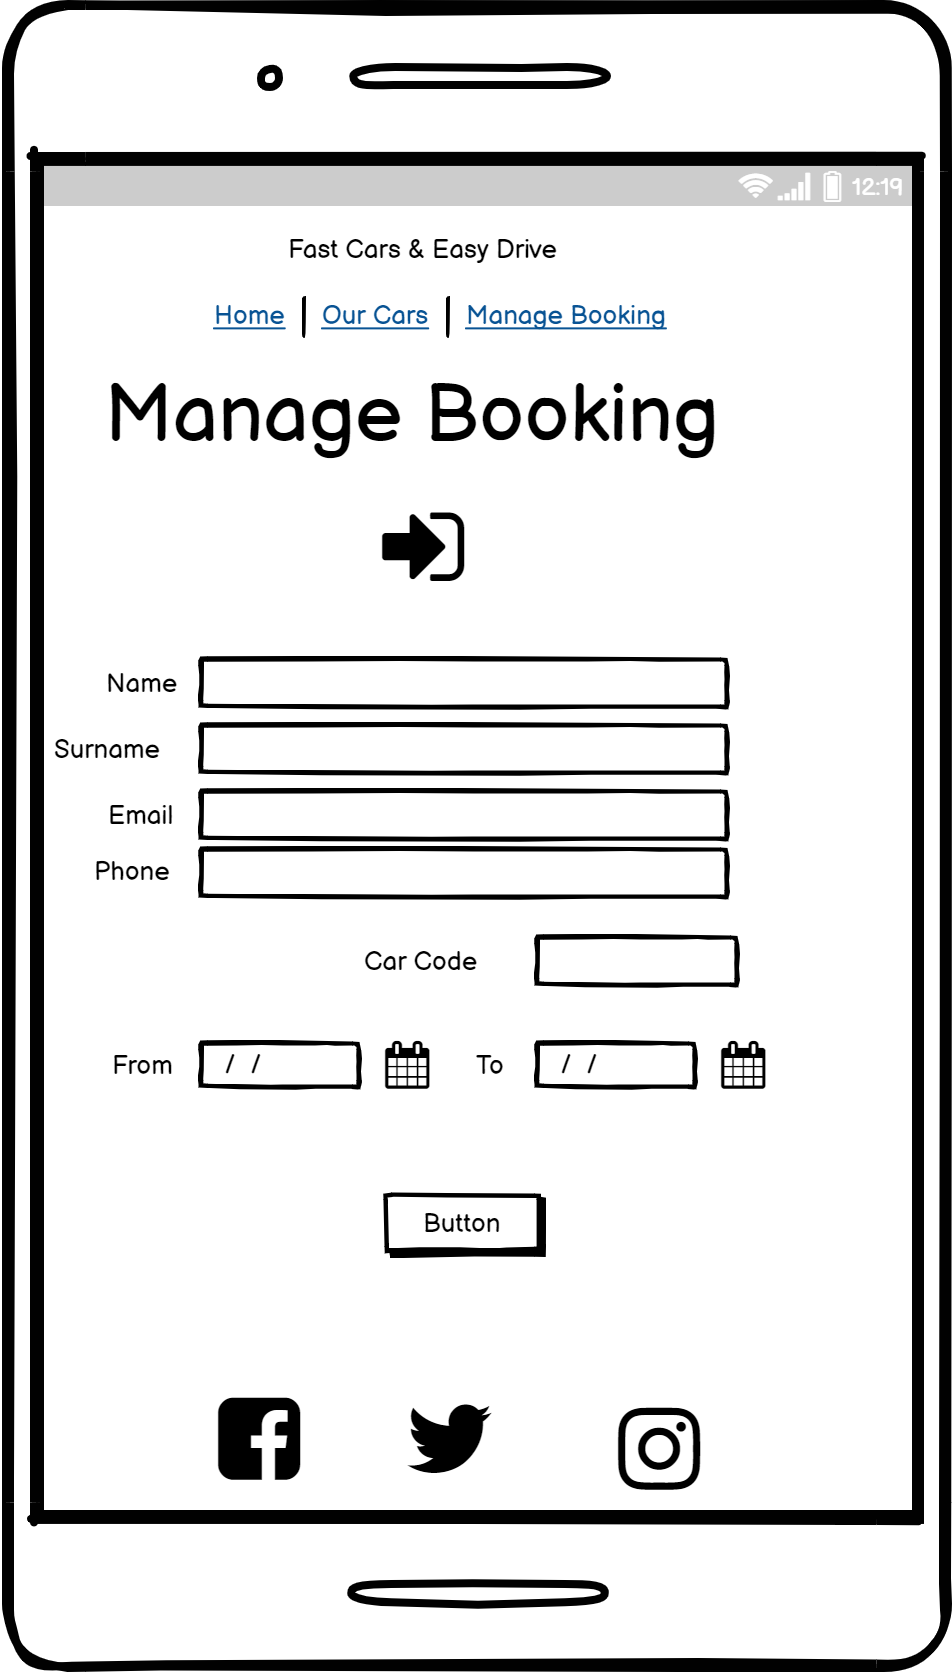 12:19
Fast Cars & Easy Drive
Home | Our Cars | Manage Booking
Manage Booking
Name
Surname
Email
Phone
Car Code
From / / To / /
Button